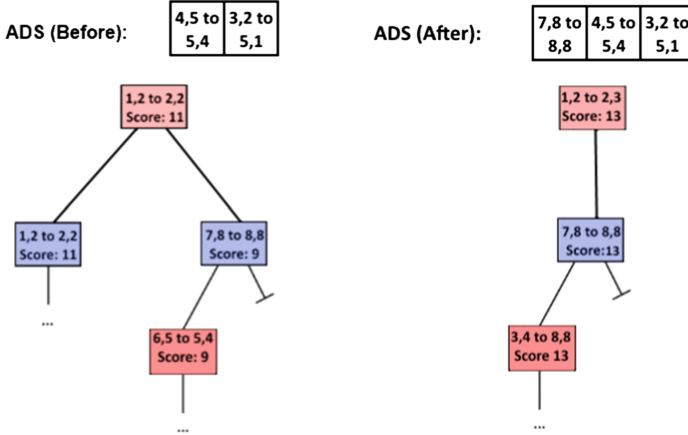 ADS (Before):
4,5 to 3,2 to
5,4 5,1
ADS (After):
7,8 to 4,5 to 3,2 to
8,8 5,4 5,1
1,2 to 2,2
Score: 11
1,2 to 2,2
Score: 11
7,8 to 8,8
Score: 9
...
6,5 to 5,4
Score: 9
...
1,2 to 2,3
Score: 13
7,8 to 8,8
Score:13
3,4 to 8,8
Score 13
...